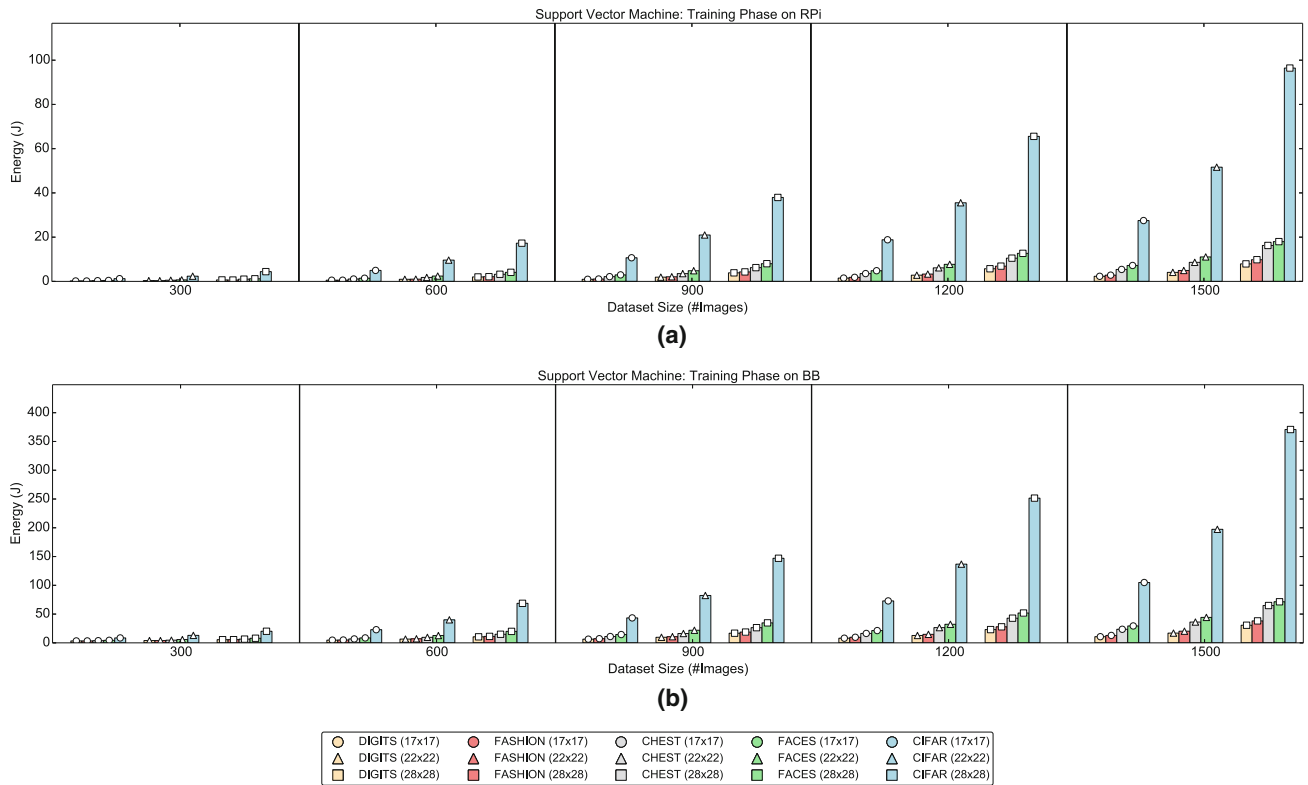 Support Vector Machine: Training Phase on RPi
Energy (J)
100
80
60
40
20
0
300 600 900 1200 1500
Dataset Size (#Images)
(a)
Support Vector Machine: Training Phase on BB
Energy (J)
400
350
300
250
200
150
100
50
0
300 600 900 1200 1500
Dataset Size (#Images)
(b)
DIGITS (17x17) FASHION (17x17) CHEST (17x17) FACES (17x17) CIFAR (17x17)
DIGITS (22x22) FASHION (22x22) CHEST (22x22) FACES (22x22) CIFAR (22x22)
DIGITS (28x28) FASHION (28x28) CHEST (28x28) FACES (28x28) CIFAR (28x28)